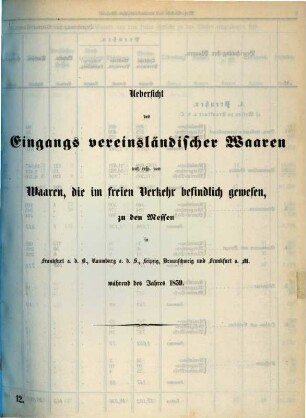 Uebersicht
des
Eingangs vereinsländischer Waaren
und resp. von
Waaren, die im freien Verkehr befindlich gewesen,
zu den Messen
in
Frankfurt a. d. O., Naumburg a. d. S., Leipzig, Braunschweig und Frankfurt a. M.
während des Jahres 1859.
12.